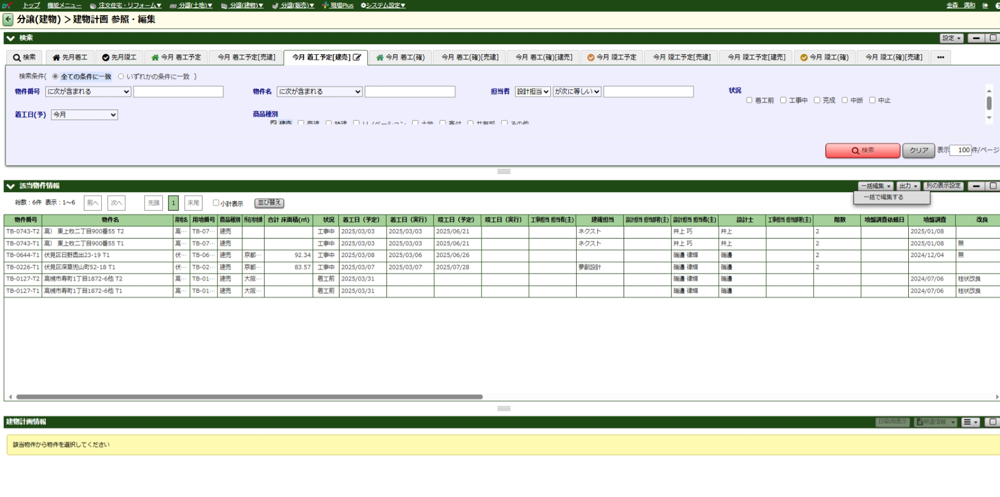 トップ 機能メニュー 注文住宅・リフォーム▼ 分譲(土地)▼ 分譲(建物)▼ 分譲(販売)▼ 現場Plus システム設定▼ 金森 満和
分譲(建物) ＞建物計画 参照・編集
検索 設定
検索 先月着工 先月竣工 今月 着工予定 今月 着工予定[売建] 今月 着工予定[建売] 今月 着工(確) 今月 着工(確)[売建] 今月 着工(確)[建売] 今月 竣工予定 今月 竣工予定[売建] 今月 竣工予定[建売] 今月 竣工(確) 今月 竣工(確)[売建] •••
検索条件( 全ての条件に一致 いずれかの条件に一致 )
物件番号 に次が含まれる 物件名 に次が含まれる 担当者 設計担当 が次に等しい 状況
着工前 工事中 完成 中断 中止
着工日(予) 今月 商品種別
建売 売建 特建 リノベーション 土地 寄付 共有部 その他
検索 クリア 表示 100 件/ページ
該当物件情報 一括編集 出力 列の表示設定
一括で編集する
総数：6件 表示：1～6 前へ 次へ 先頭 1 末尾 小計表示 並び替え
物件番号 物件名 用地名 用地番号 商品種別 所在地番 合計 床面積(㎡) 状況 着工日（予定） 着工日（実行） 竣工日（予定） 竣工日（実行） 工事担当 担当者(主) 建確担当 設計担当 担当部署(主) 設計担当 担当者(主) 設計士 工事担当 担当部署(主) 階数 地盤調査依頼日 地盤調査 改良
TB-0743-T2 高） 東上牧二丁目900番55 T2 高… TB-07… 建売 工事中 2025/03/03 2025/03/03 2025/06/21 ネクスト 井上 巧 井上 2 2025/01/08
TB-0743-T1 高） 東上牧二丁目900番55 T1 高… TB-07… 建売 工事中 2025/03/03 2025/03/03 2025/06/21 ネクスト 井上 巧 井上 2 2025/01/08 無
TB-0644-T1 伏見区日野奥出23-19 T1 伏… TB-06… 建売 京都… 92.34 工事中 2025/03/08 2025/03/06 2025/06/26 磯邉 律輝 磯邉 2 2024/12/04 無
TB-0226-T1 伏見区深草兜山町52-18 T1 伏… TB-02… 建売 京都… 83.57 工事中 2025/03/07 2025/03/07 2025/07/28 夢創設計 磯邉 律輝 磯邉 2
TB-0127-T2 高槻市寿町1丁目1872-6他 T2 高… TB-01… 建売 大阪… 着工前 2025/03/31 磯邉 律輝 磯邉 2024/07/06 柱状改良
TB-0127-T1 高槻市寿町1丁目1872-6他 T1 高… TB-01… 建売 大阪… 着工前 2025/03/31 磯邉 律輝 磯邉 2024/07/06 柱状改良
建物計画情報 印刷用表示 関連情報
該当物件から物件を選択してください